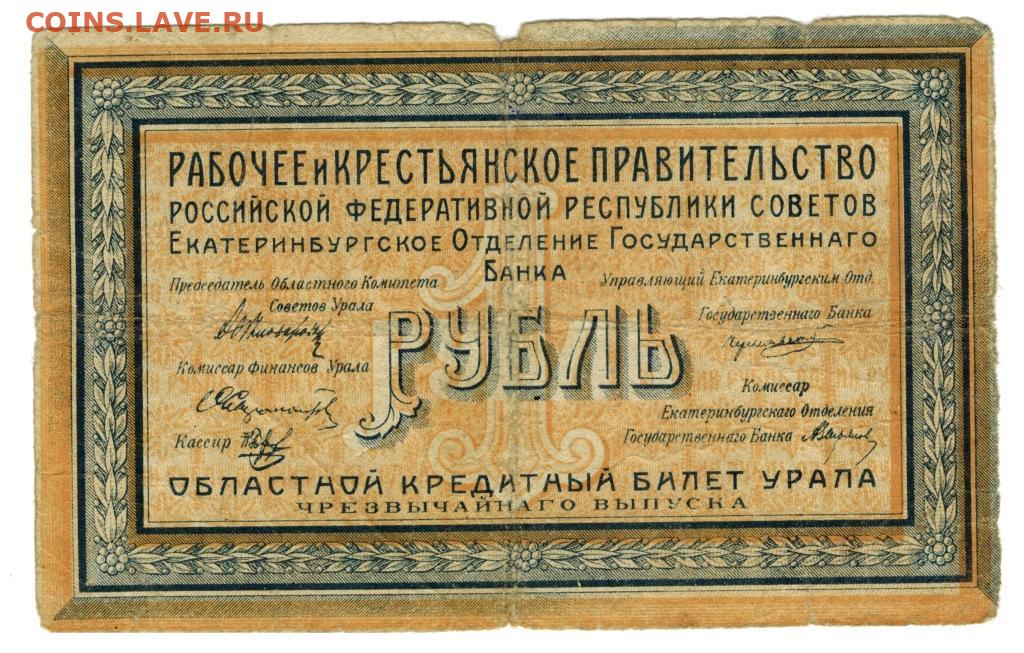 COINS.LAVE.RU
РАБОЧЕЕ и КРЕСТЬЯНСКОЕ ПРАВИТЕЛЬСТВО
РОССИЙСКОЙ ФЕДЕРАТИВНОЙ РЕСПУБЛИКИ СОВЕТОВ
ЕКАТЕРИНБУРГСКОЕ ОТДЕЛЕНИЕ ГОСУДАРСТВЕННАГО
БАНКА
Председатель Областного Комитета
Советов Урала
Управляющий Екатеринбургским Отд.
Государственнаго Банка
1
РУБЛЬ
Комиссар Финансов Урала
Кассир
Комиссар
Екатеринбургскаго Отделения
Государственнаго Банка
ОБЛАСТНОЙ КРЕДИТНЫЙ БИЛЕТ УРАЛА
ЧРЕЗВЫЧАЙНАГО ВЫПУСКА